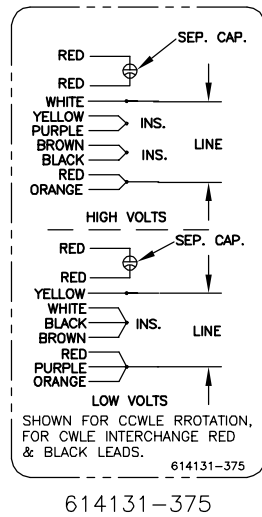 RED
SEP. CAP.
RED
WHITE
YELLOW
PURPLE INS.
BROWN
BLACK INS.
LINE
RED
ORANGE
HIGH VOLTS
RED
SEP. CAP.
RED
YELLOW
WHITE
BLACK INS.
BROWN
LINE
RED
PURPLE
ORANGE
LOW VOLTS
SHOWN FOR CCWLE RROTATION,
FOR CWLE INTERCHANGE RED
& BLACK LEADS.
614131-375
614131-375